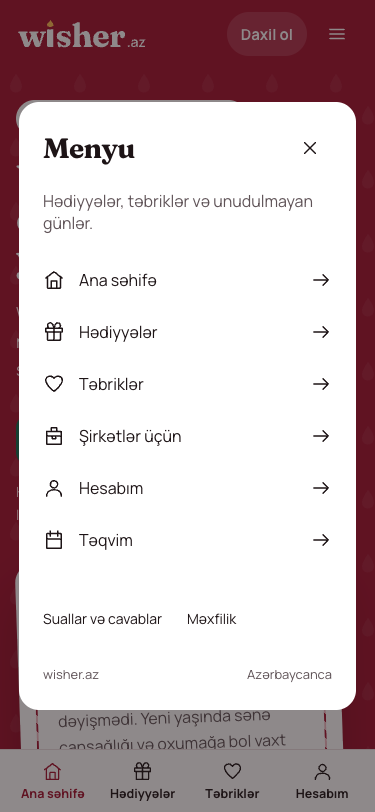 wisher.az
Daxil ol
Menyu
Hədiyyələr, təbriklər və unudulmayan
günlər.
Ana səhifə
Hədiyyələr
Təbriklər
Şirkətlər üçün
Hesabım
Təqvim
Suallar və cavablar
Məxfilik
wisher.az
Azərbaycanca
dəyişmədi. Yeni yaşında sənə
cansağlığı və oxumağa bol vaxt
Ana səhifə
Hədiyyələr
Təbriklər
Hesabım